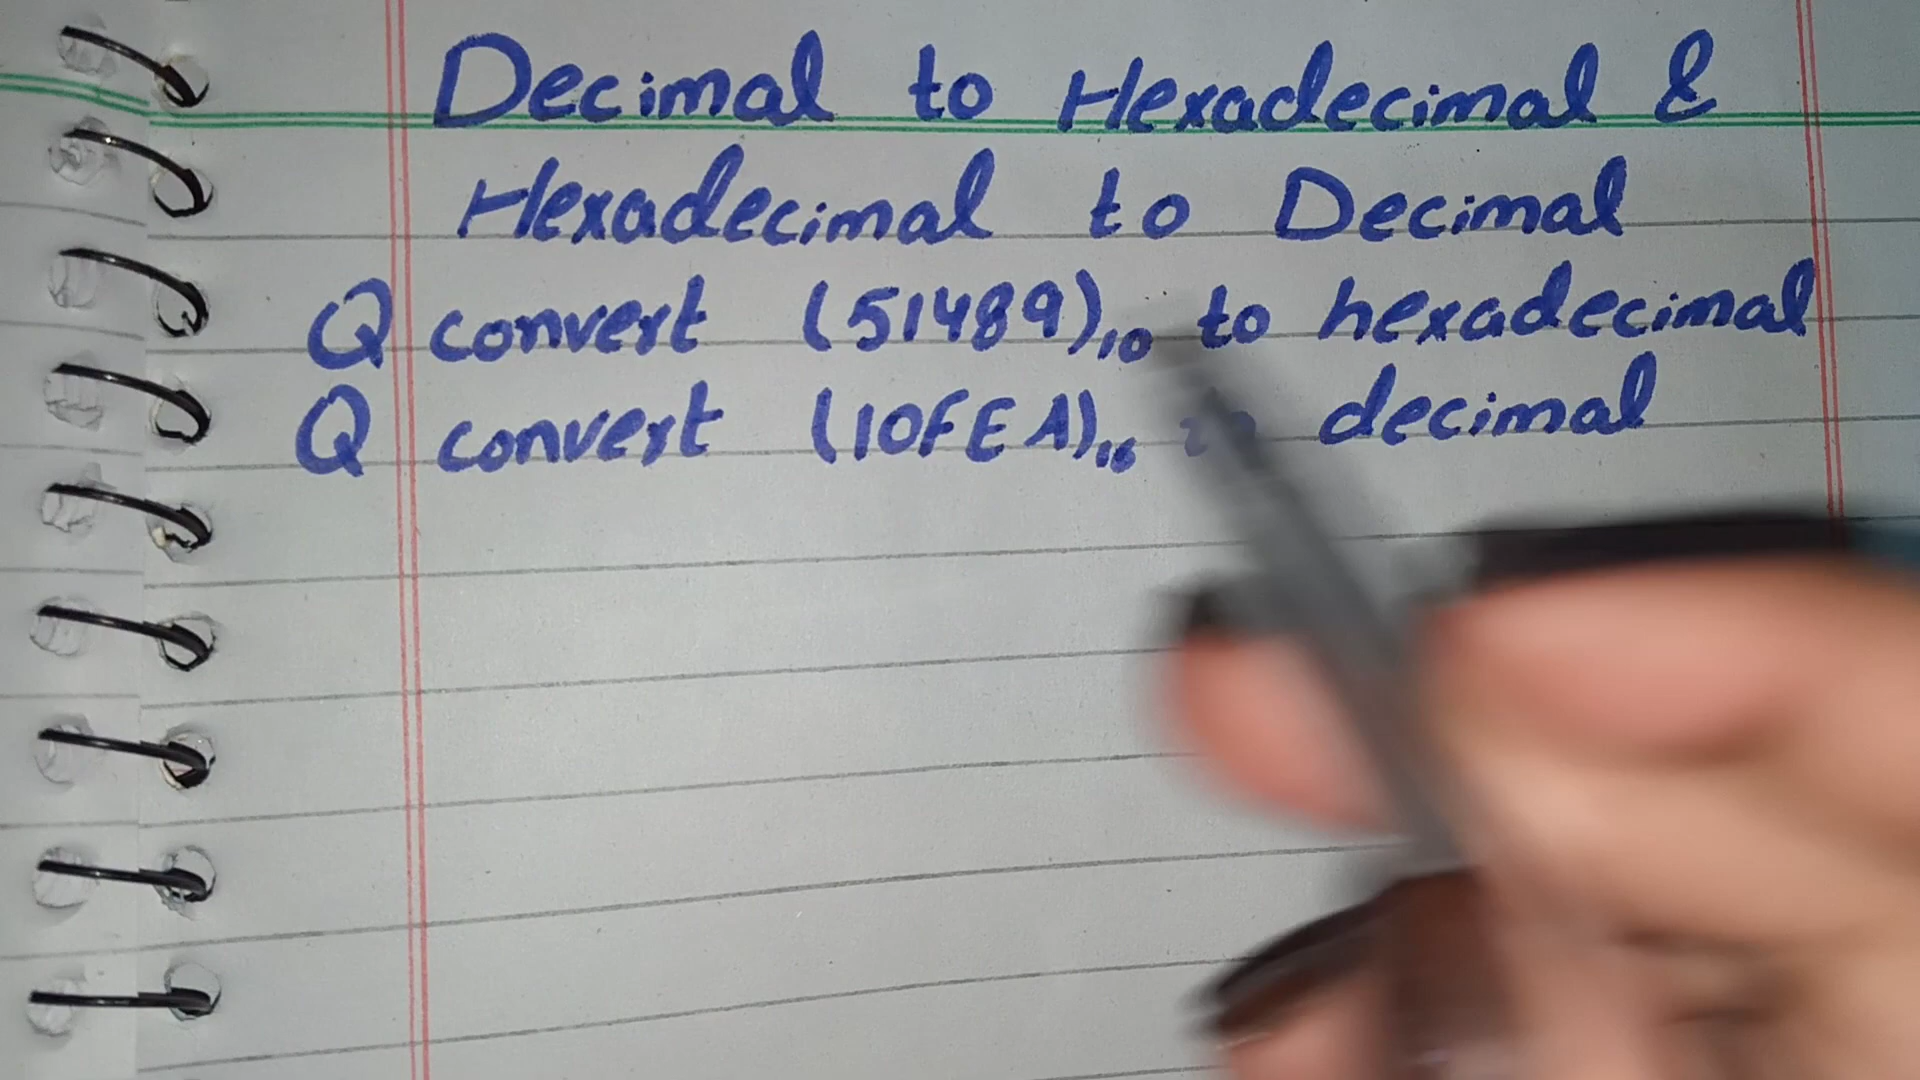 Decimal to Hexadecimal &
Hexadecimal to Decimal
Q convert (51489)₁₀ to hexadecimal
Q convert (10FEA)₁₆ decimal